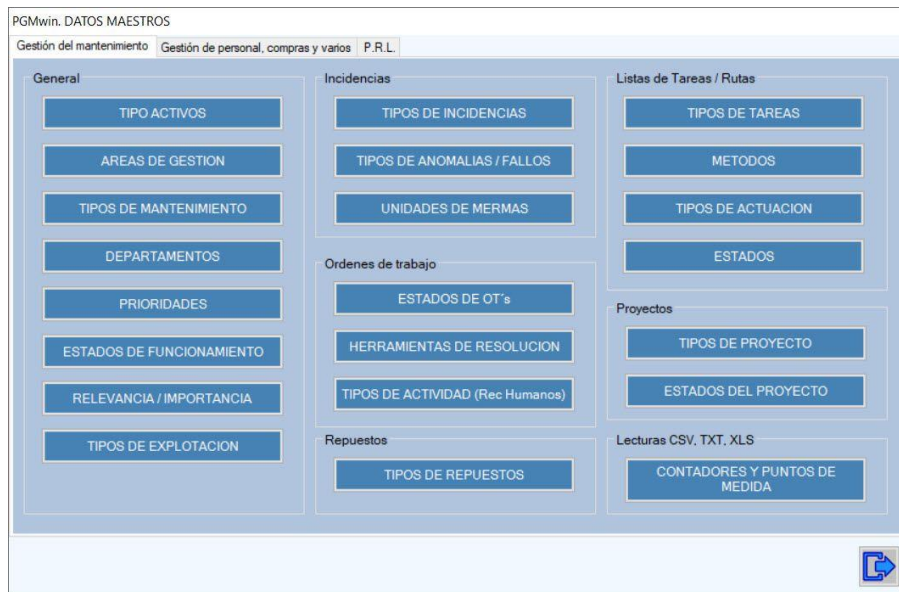 PGMwin. DATOS MAESTROS
Gestión del mantenimiento
Gestión de personal, compras y varios
P.R.L.
General
TIPO ACTIVOS
AREAS DE GESTION
TIPOS DE MANTENIMIENTO
DEPARTAMENTOS
PRIORIDADES
ESTADOS DE FUNCIONAMIENTO
RELEVANCIA / IMPORTANCIA
TIPOS DE EXPLOTACION
Incidencias
TIPOS DE INCIDENCIAS
TIPOS DE ANOMALIAS / FALLOS
UNIDADES DE MERMAS
Ordenes de trabajo
ESTADOS DE OT´s
HERRAMIENTAS DE RESOLUCION
TIPOS DE ACTIVIDAD (Rec Humanos)
Repuestos
TIPOS DE REPUESTOS
Listas de Tareas / Rutas
TIPOS DE TAREAS
METODOS
TIPOS DE ACTUACION
ESTADOS
Proyectos
TIPOS DE PROYECTO
ESTADOS DEL PROYECTO
Lecturas CSV, TXT, XLS
CONTADORES Y PUNTOS DE
MEDIDA